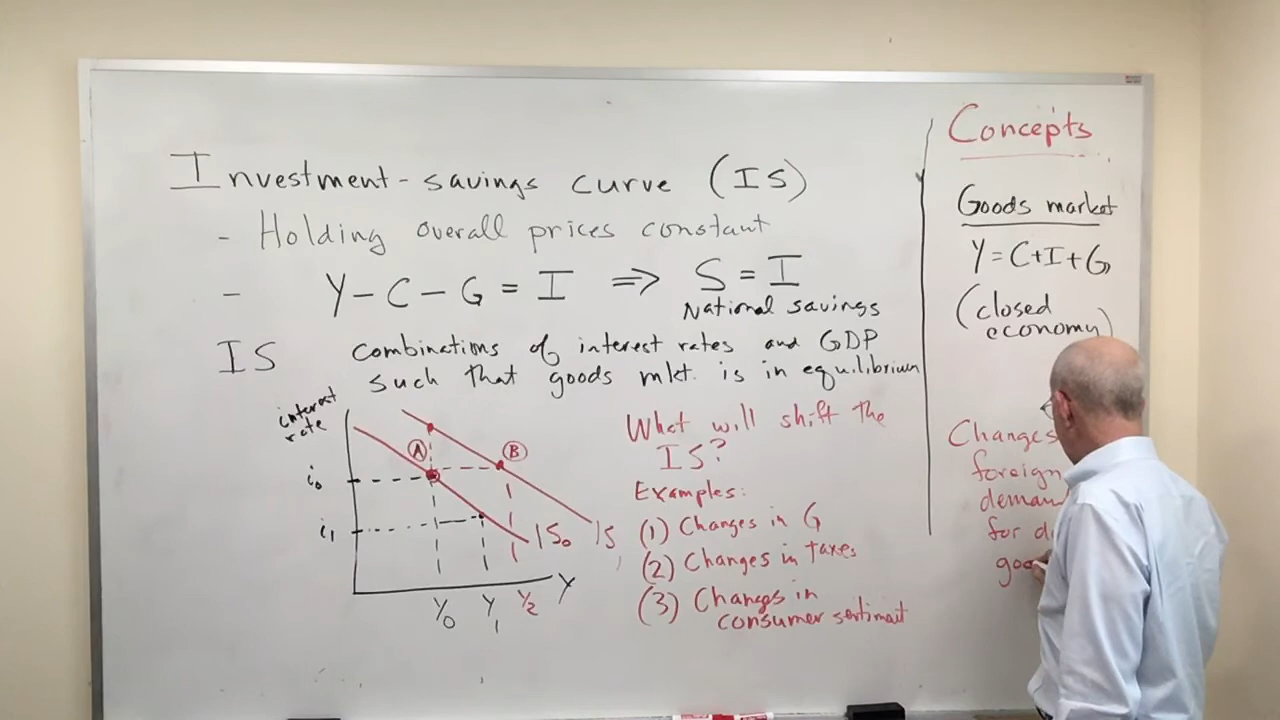 Investment-savings curve (IS)
- Holding overall prices constant
- Y-C-G = I ⇒ S = I
National savings
IS combinations of interest rates and GDP
such that goods mkt. is in equilibrium
interest
rate
i₀
i₁
A
B
IS₀
IS
Y
Y₀
Y₁
Y₂
What will shift the
IS?
Examples:
(1) Changes in G
(2) Changes in taxes
(3) Changes in
consumer sentiment
Concepts
Goods market
Y = C+I+G
(closed
economy)
Changes
foreign
for